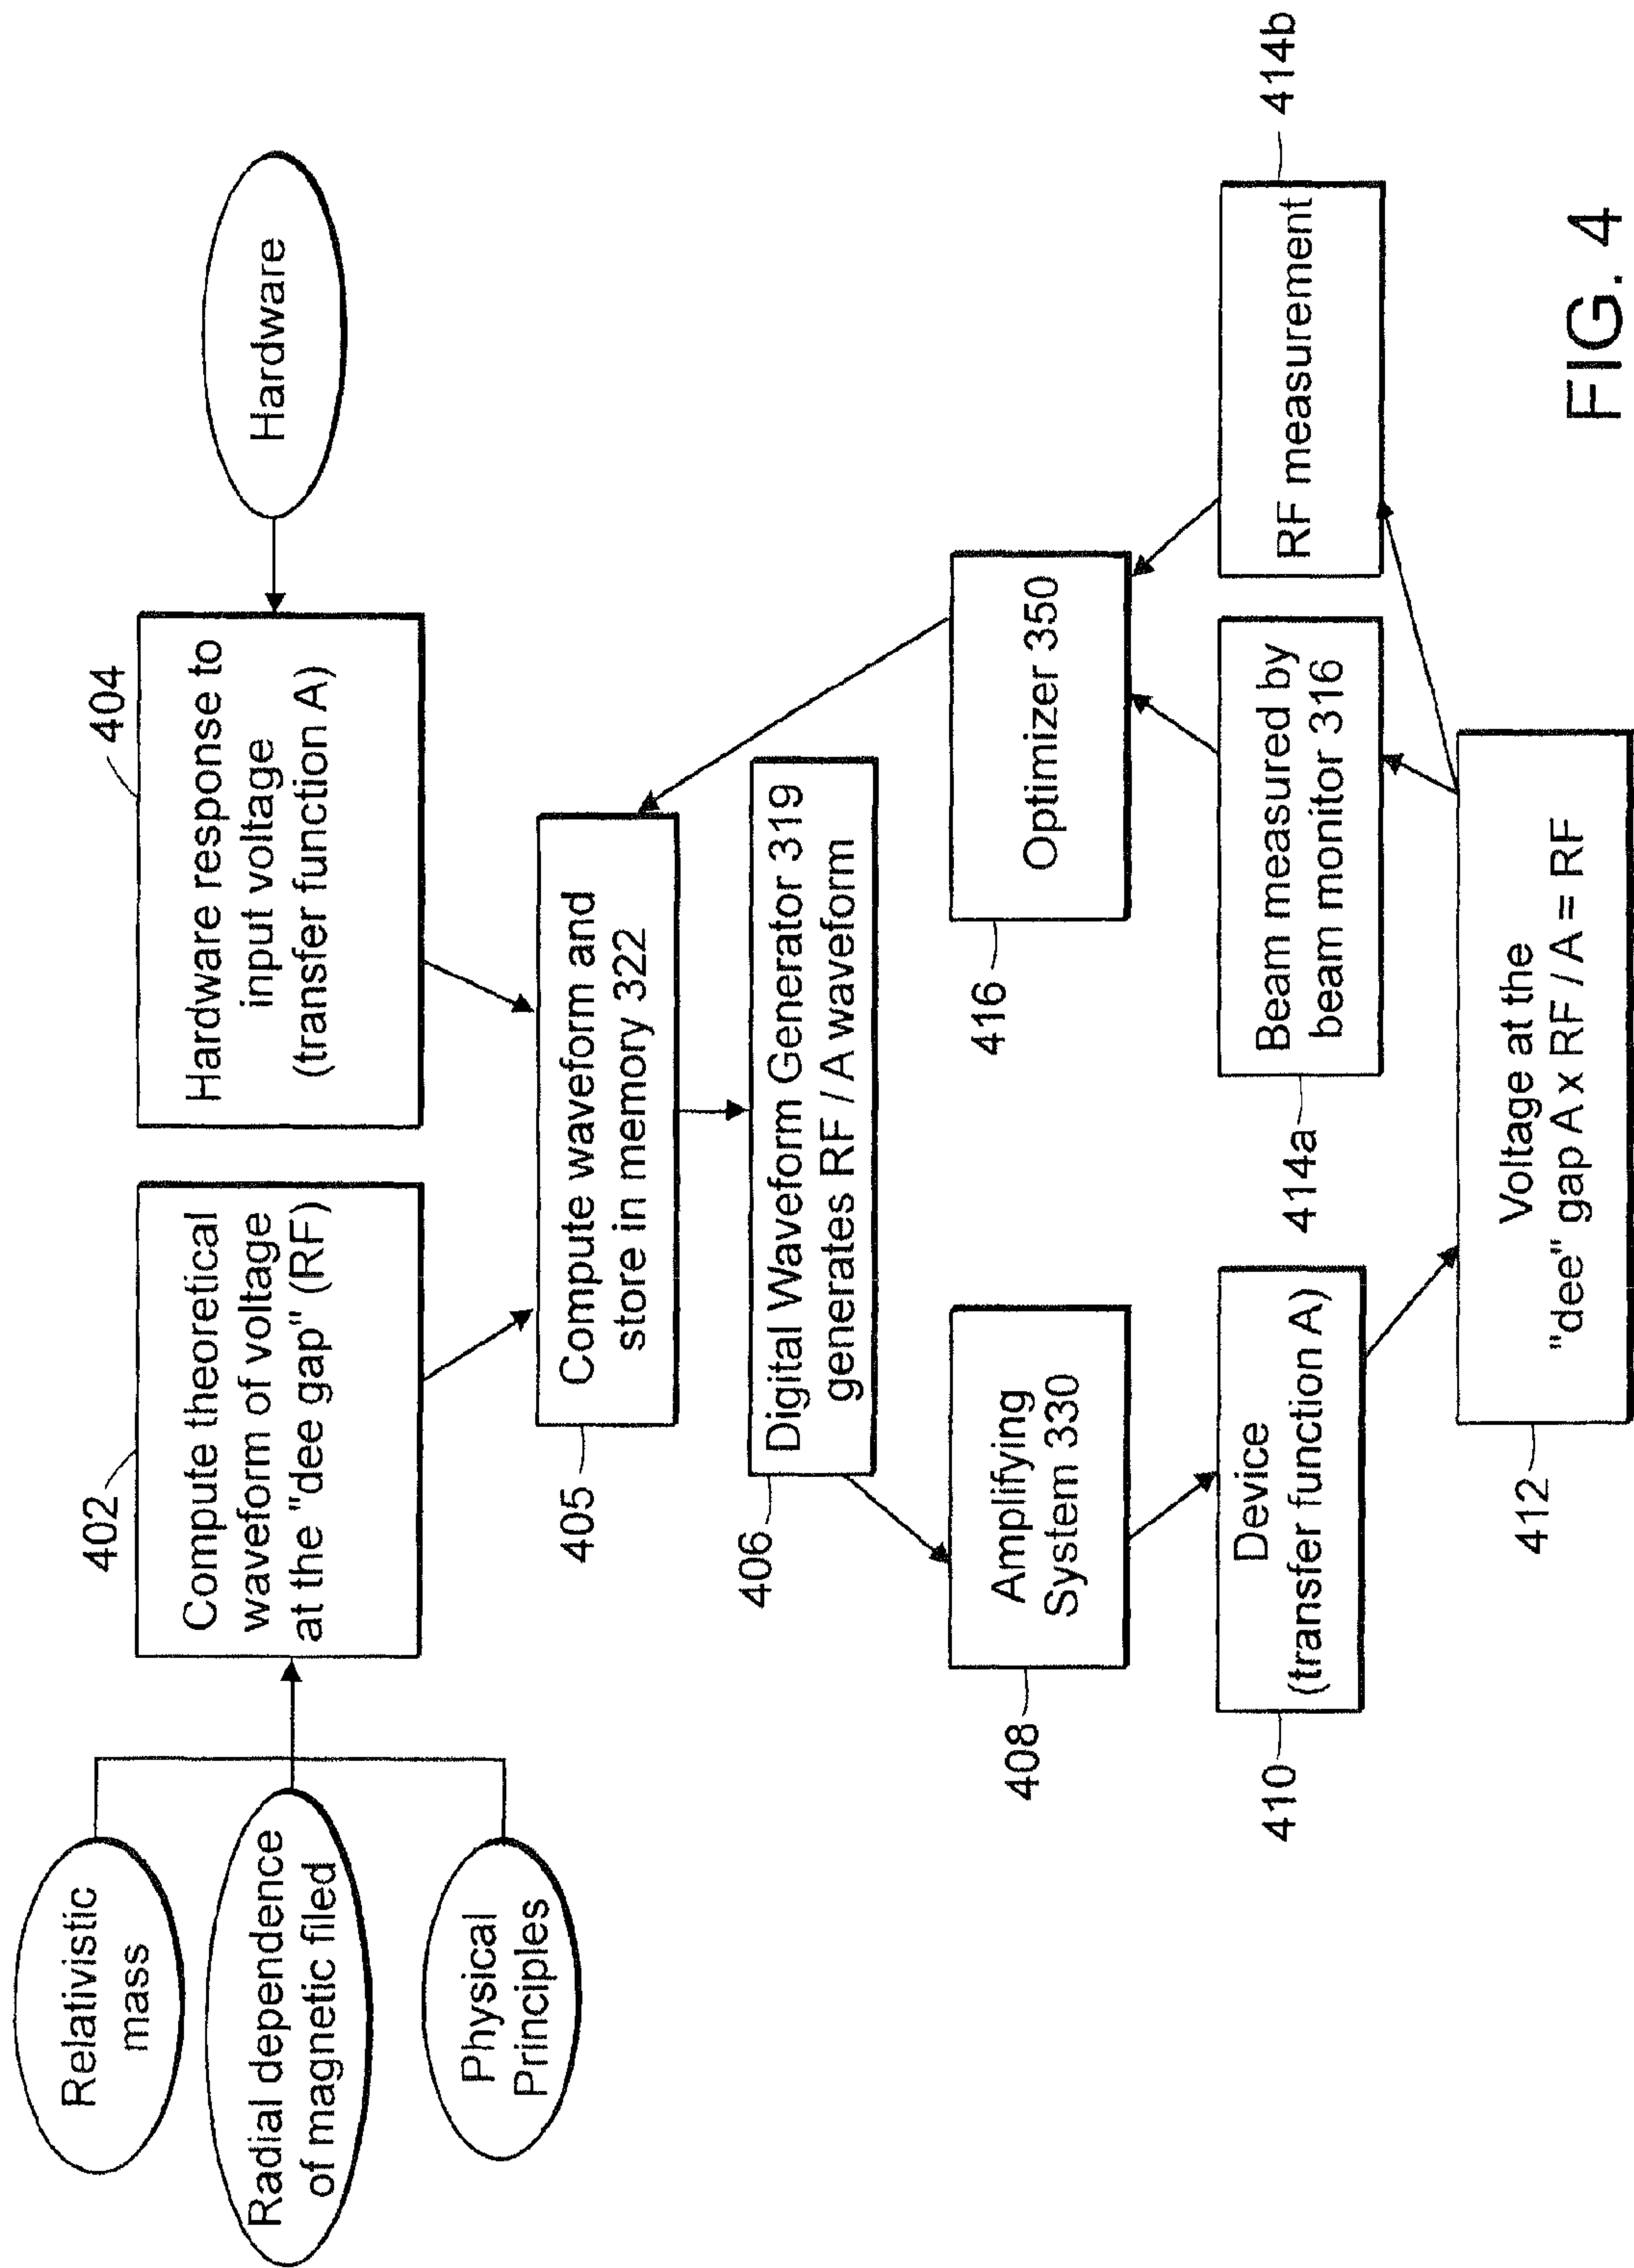 Relativistic
mass
Radial dependence
of magnetic filed
Physical
Principles
402
Compute theoretical
waveform of voltage
at the "dee gap" (RF)
404
Hardware response to
input voltage
(transfer function A)
Hardware
405
Compute waveform and
store in memory 322
406
Digital Waveform Generator 319
generates RF / A waveform
408
Amplifying
System 330
416
Optimizer 350
410
Device
(transfer function A)
414a
Beam measured by
beam monitor 316
RF measurement
414b
412
Voltage at the
"dee" gap A x RF / A = RF
FIG. 4